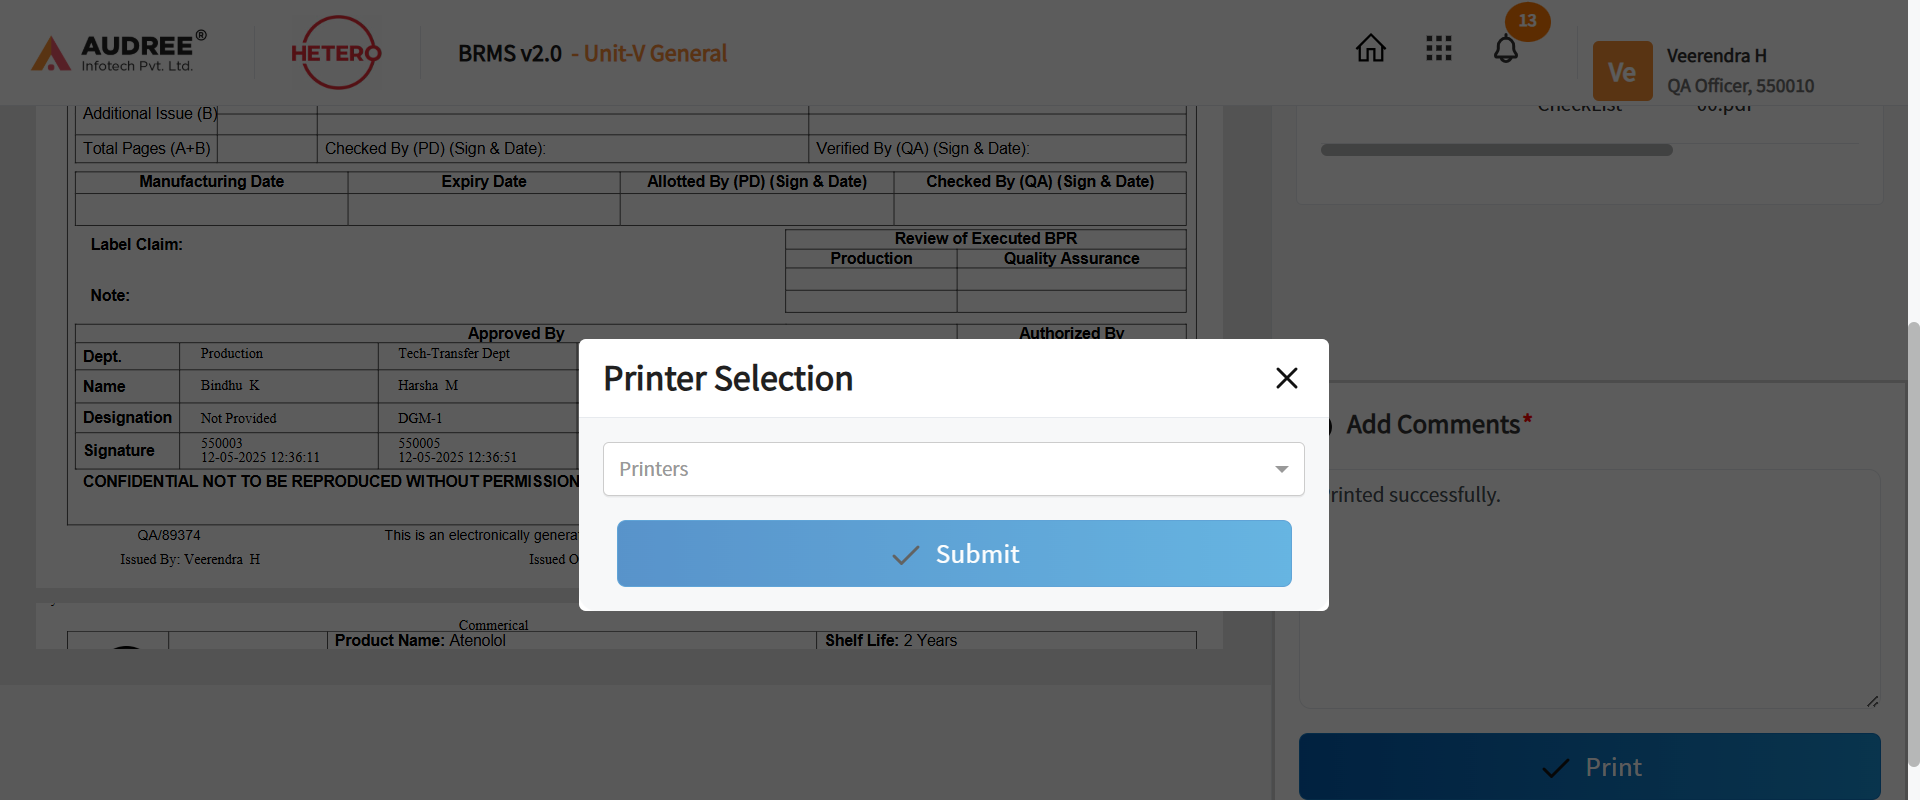 AUDREE®
Infotech Pvt. Ltd.
HETERO
BRMS v2.0 - Unit-V General
13
Ve
Veerendra H
QA Officer, 550010
Additional Issue (B)
Total Pages (A+B)
Checked By (PD) (Sign & Date):
Verified By (QA) (Sign & Date):
Manufacturing Date
Expiry Date
Allotted By (PD) (Sign & Date)
Checked By (QA) (Sign & Date)
Label Claim:
Note:
Review of Executed BPR
Production
Quality Assurance
Approved By
Authorized By
Dept.
Production
Tech-Transfer Dept
Name
Bindhu K
Harsha M
Designation
Not Provided
DGM-1
Signature
550003
12-05-2025 12:36:11
550005
12-05-2025 12:36:51
CONFIDENTIAL NOT TO BE REPRODUCED WITHOUT PERMISSION
QA/89374
This is an electronically genera
Issued By: Veerendra H
Issued O
Commerical
Product Name: Atenolol
Shelf Life: 2 Years
CheckList
00.pdf
Printer Selection
Printers
Submit
Add Comments*
rinted successfully.
Print